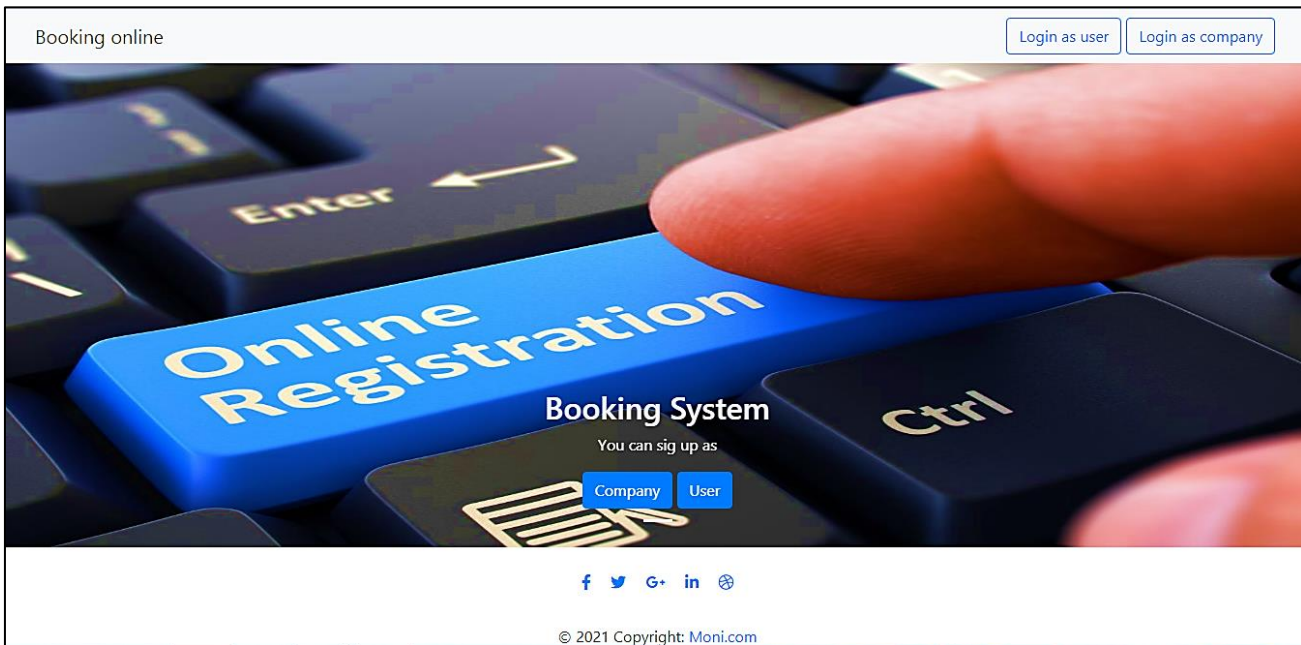 Booking online
Login as user
Login as company
Enter
Online
Registration
Ctrl
Booking System
You can sig up as
Company
User
© 2021 Copyright: Moni.com